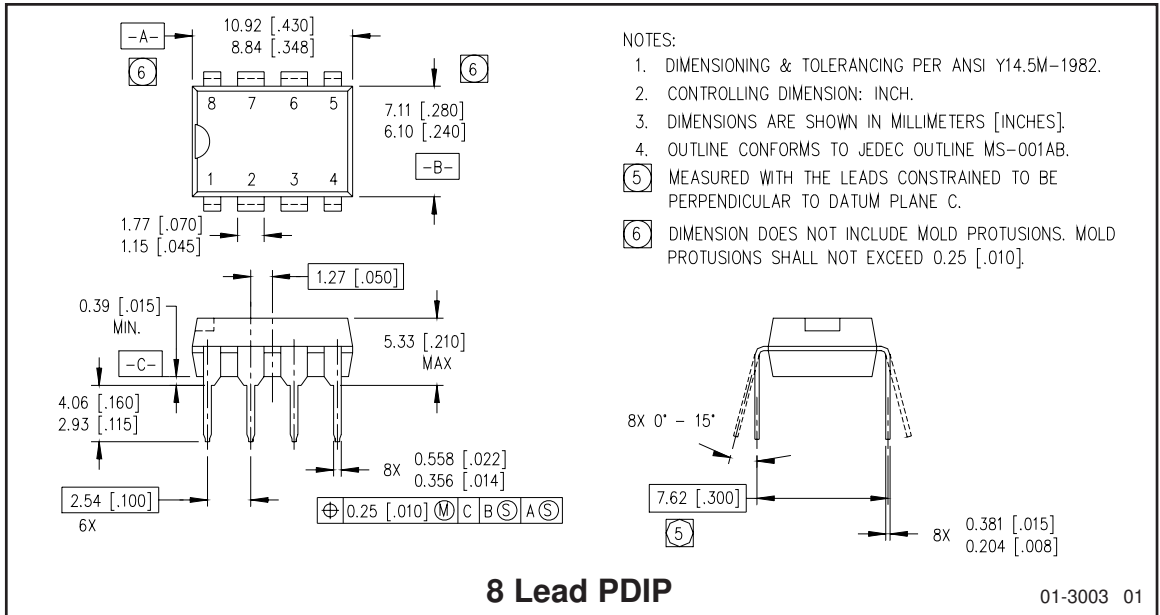 10.92 [.430]
8.84 [.348]
-A-
6
6
8 7 6 5
7.11 [.280]
6.10 [.240]
-B-
1 2 3 4
1.77 [.070]
1.15 [.045]
1.27 [.050]
0.39 [.015]
MIN.
5.33 [.210]
MAX
-C-
4.06 [.160]
2.93 [.115]
8X 0.558 [.022]
0.356 [.014]
2.54 [.100]
6X
⌖ 0.25 [.010] Ⓜ C B Ⓢ A Ⓢ
NOTES:
1. DIMENSIONING & TOLERANCING PER ANSI Y14.5M-1982.
2. CONTROLLING DIMENSION: INCH.
3. DIMENSIONS ARE SHOWN IN MILLIMETERS [INCHES].
4. OUTLINE CONFORMS TO JEDEC OUTLINE MS-001AB.
5 MEASURED WITH THE LEADS CONSTRAINED TO BE
PERPENDICULAR TO DATUM PLANE C.
6 DIMENSION DOES NOT INCLUDE MOLD PROTUSIONS. MOLD
PROTUSIONS SHALL NOT EXCEED 0.25 [.010].
8X 0° - 15°
7.62 [.300]
5
8X 0.381 [.015]
0.204 [.008]
8 Lead PDIP
01-3003 01